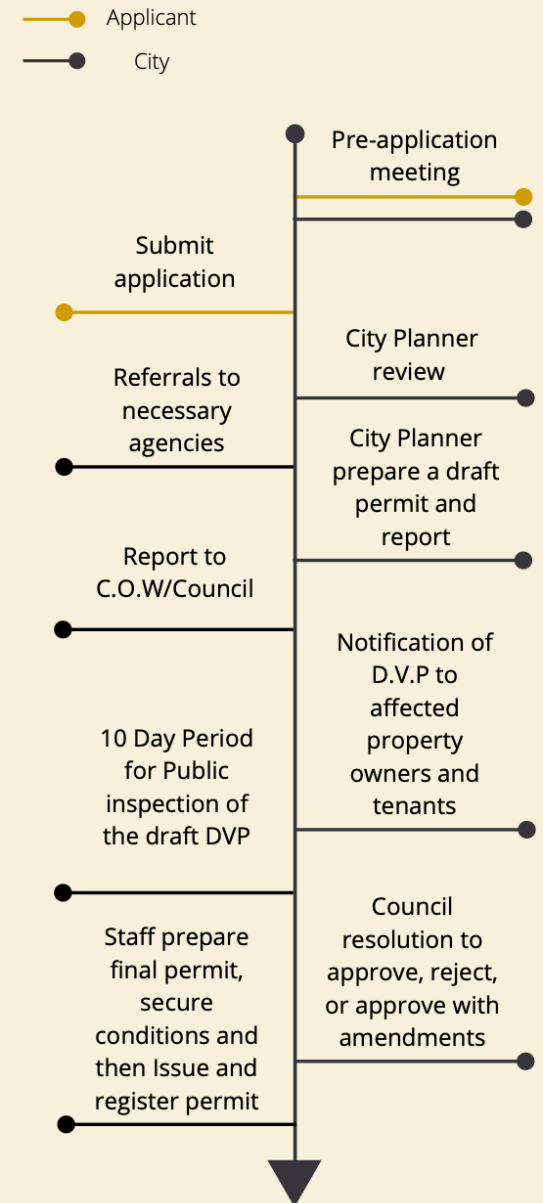 Applicant
City
Pre-application
meeting
Submit
application
City Planner
review
Referrals to
necessary
agencies
City Planner
prepare a draft
permit and
report
Report to
C.O.W/Council
Notification of
D.V.P to
affected
property
owners and
tenants
10 Day Period
for Public
inspection of
the draft DVP
Council
resolution to
approve, reject,
or approve with
amendments
Staff prepare
final permit,
secure
conditions and
then Issue and
register permit